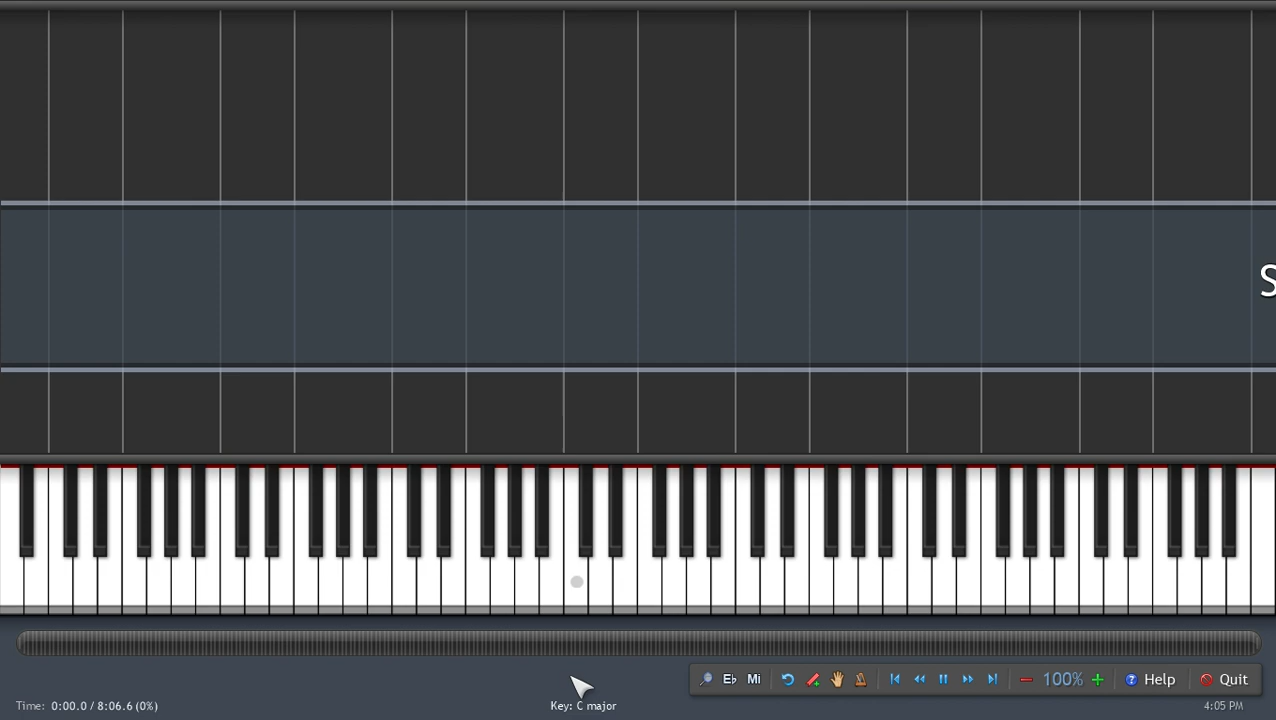 S
Eb Mi 100% Help Quit
Time: 0:00.0 / 8:06.6 (0%)
Key: C major
4:05 PM